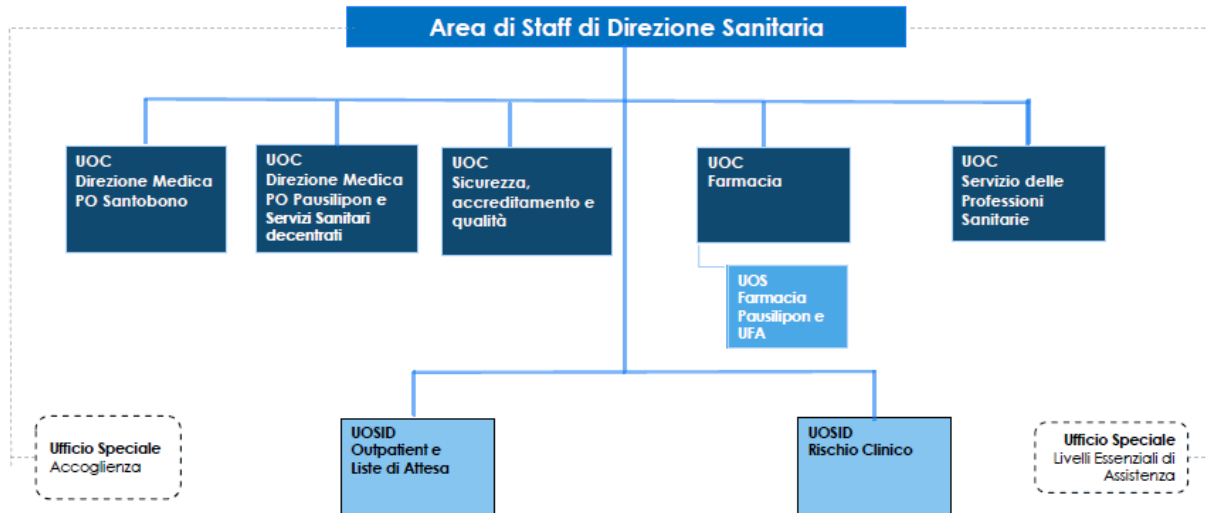 Area di Staff di Direzione Sanitaria
UOC
Direzione Medica
PO Santobono
UOC
Direzione Medica
PO Pausilipon e
Servizi Sanitari
decentrati
UOC
Sicurezza,
accreditamento e
qualità
UOC
Farmacia
UOC
Servizio delle
Professioni
Sanitarie
UOS
Farmacia
Pausilipon e
UFA
Ufficio Speciale
Accoglienza
UOSID
Outpatient e
Liste di Attesa
UOSID
Rischio Clinico
Ufficio Speciale
Livelli Essenziali di
Assistenza